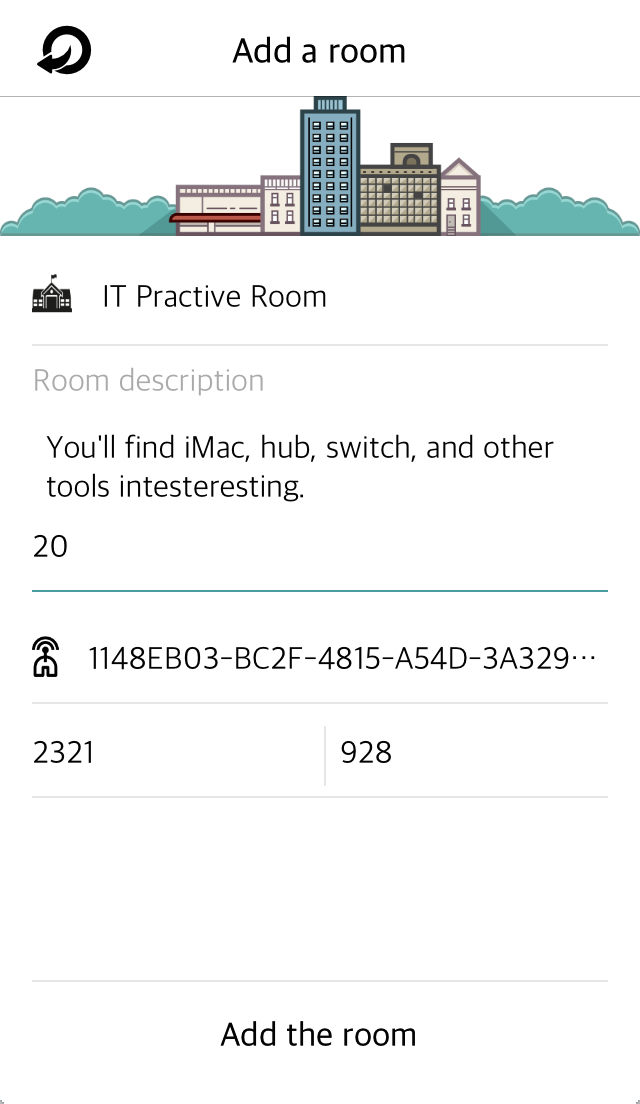 Add a room
IT Practive Room
Room description
You'll find iMac, hub, switch, and other
tools intesteresting.
20
1148EB03-BC2F-4815-A54D-3A329···
2321
928
Add the room